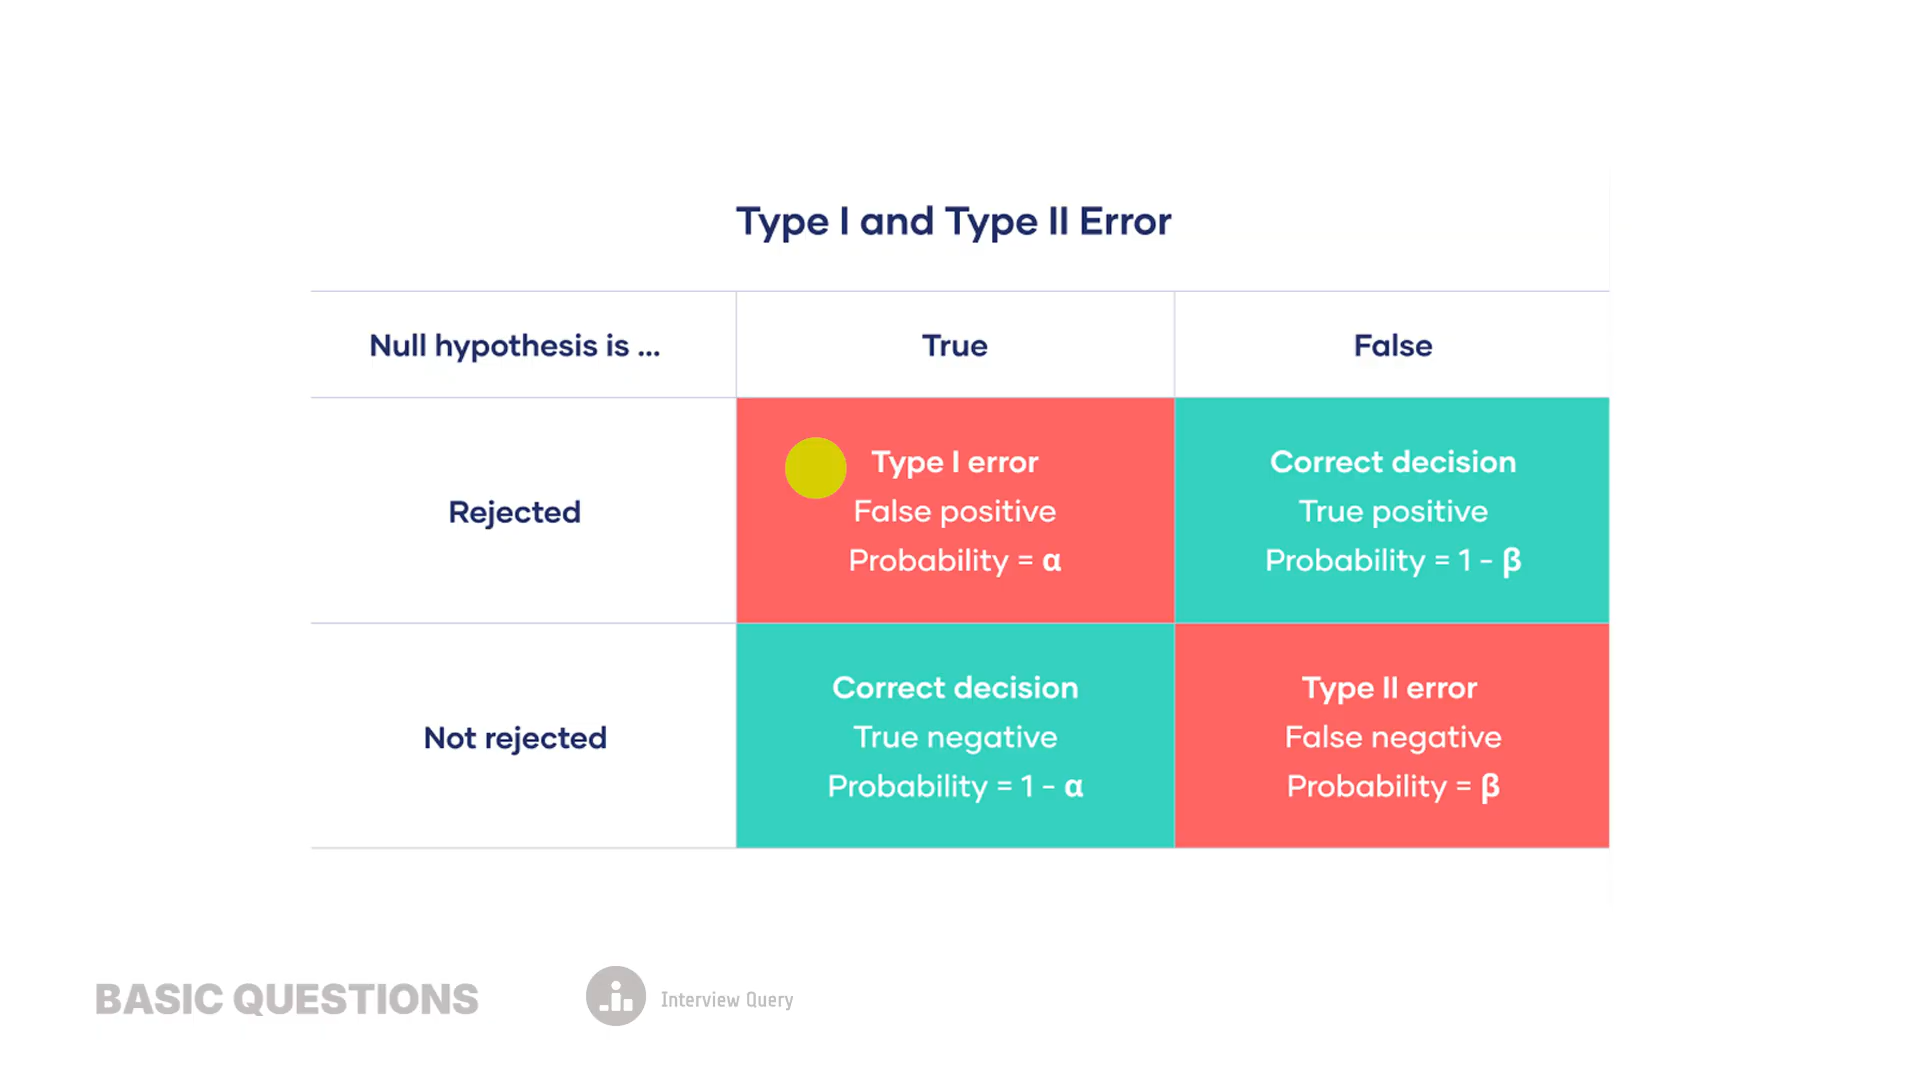 Type I and Type II Error
Null hypothesis is ...
True
False
Rejected
Type I error
False positive
Probability = α
Correct decision
True positive
Probability = 1 - β
Not rejected
Correct decision
True negative
Probability = 1 - α
Type II error
False negative
Probability = β
BASIC QUESTIONS
Interview Query